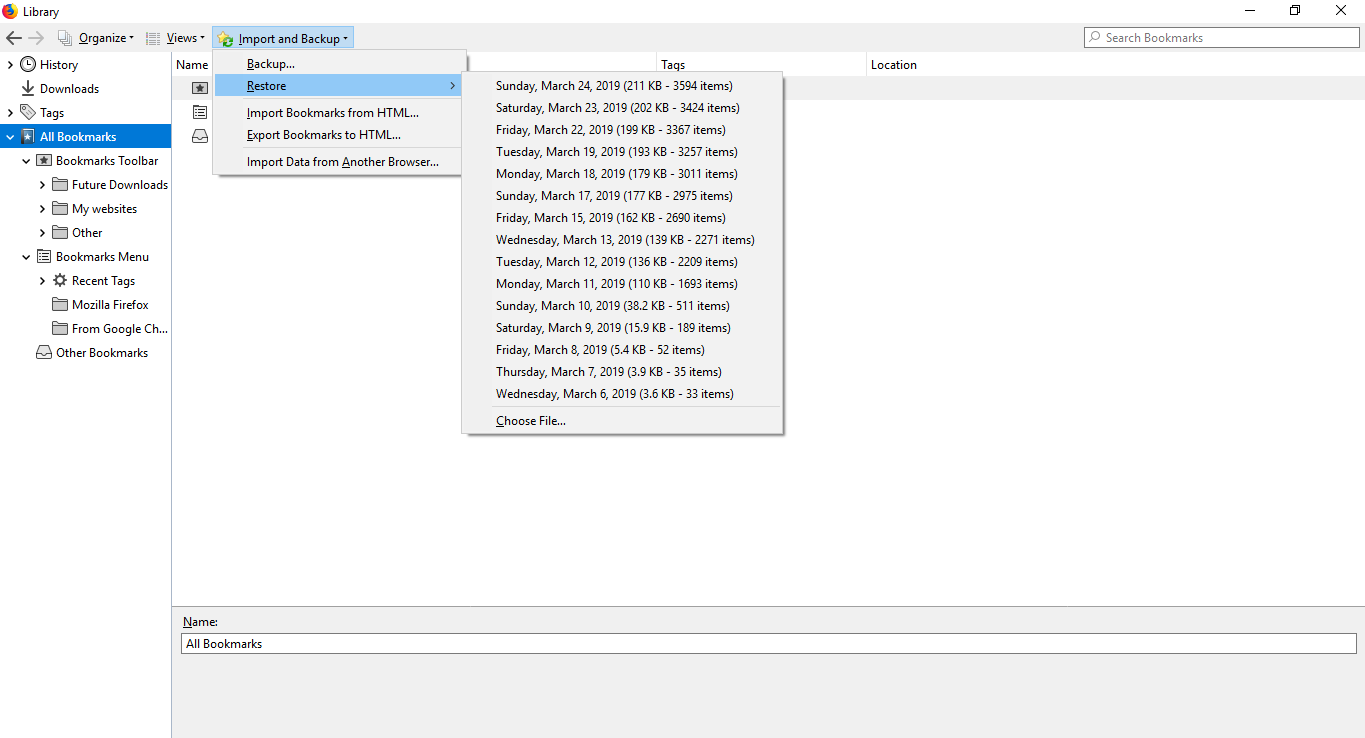 Library
Organize
Views
Import and Backup
Search Bookmarks
History
Downloads
Tags
All Bookmarks
Bookmarks Toolbar
Future Downloads
My websites
Other
Bookmarks Menu
Recent Tags
Mozilla Firefox
From Google Ch...
Other Bookmarks
Name
Tags
Location
Backup...
Restore
Import Bookmarks from HTML...
Export Bookmarks to HTML...
Import Data from Another Browser...
Sunday, March 24, 2019 (211 KB - 3594 items)
Saturday, March 23, 2019 (202 KB - 3424 items)
Friday, March 22, 2019 (199 KB - 3367 items)
Tuesday, March 19, 2019 (193 KB - 3257 items)
Monday, March 18, 2019 (179 KB - 3011 items)
Sunday, March 17, 2019 (177 KB - 2975 items)
Friday, March 15, 2019 (162 KB - 2690 items)
Wednesday, March 13, 2019 (139 KB - 2271 items)
Tuesday, March 12, 2019 (136 KB - 2209 items)
Monday, March 11, 2019 (110 KB - 1693 items)
Sunday, March 10, 2019 (38.2 KB - 511 items)
Saturday, March 9, 2019 (15.9 KB - 189 items)
Friday, March 8, 2019 (5.4 KB - 52 items)
Thursday, March 7, 2019 (3.9 KB - 35 items)
Wednesday, March 6, 2019 (3.6 KB - 33 items)
Choose File...
Name:
All Bookmarks